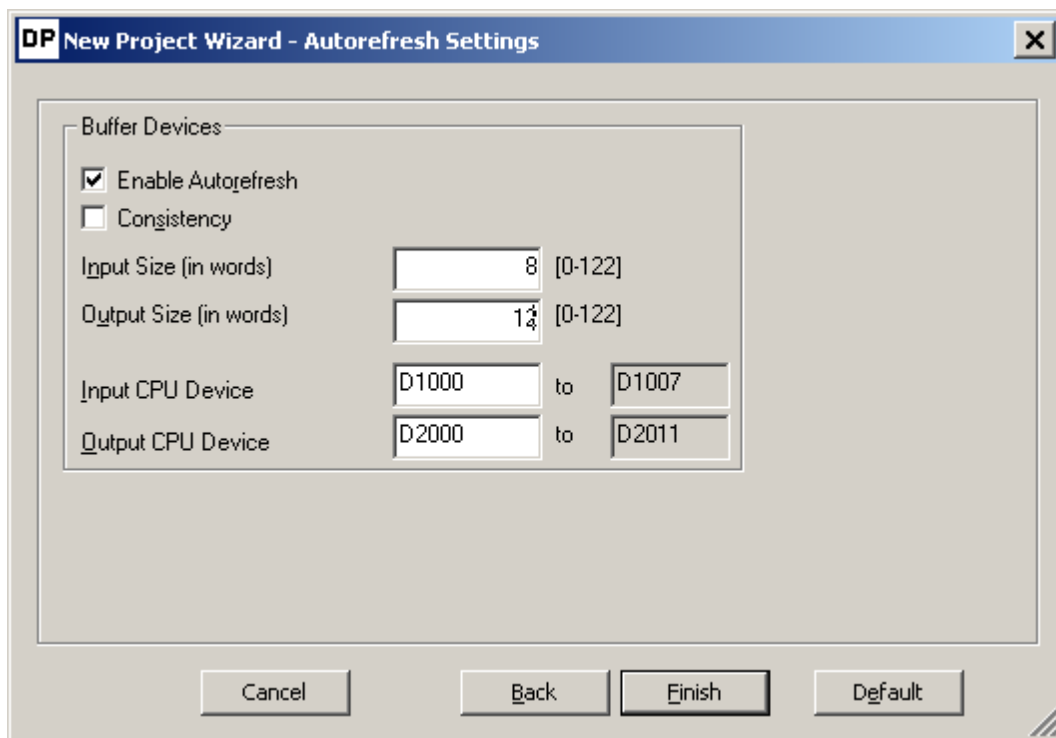 DP New Project Wizard - Autorefresh Settings
Buffer Devices
Enable Autorefresh
Consistency
Input Size (in words) 8 [0-122]
Output Size (in words) 12 [0-122]
Input CPU Device D1000 to D1007
Output CPU Device D2000 to D2011
Cancel Back Finish Default